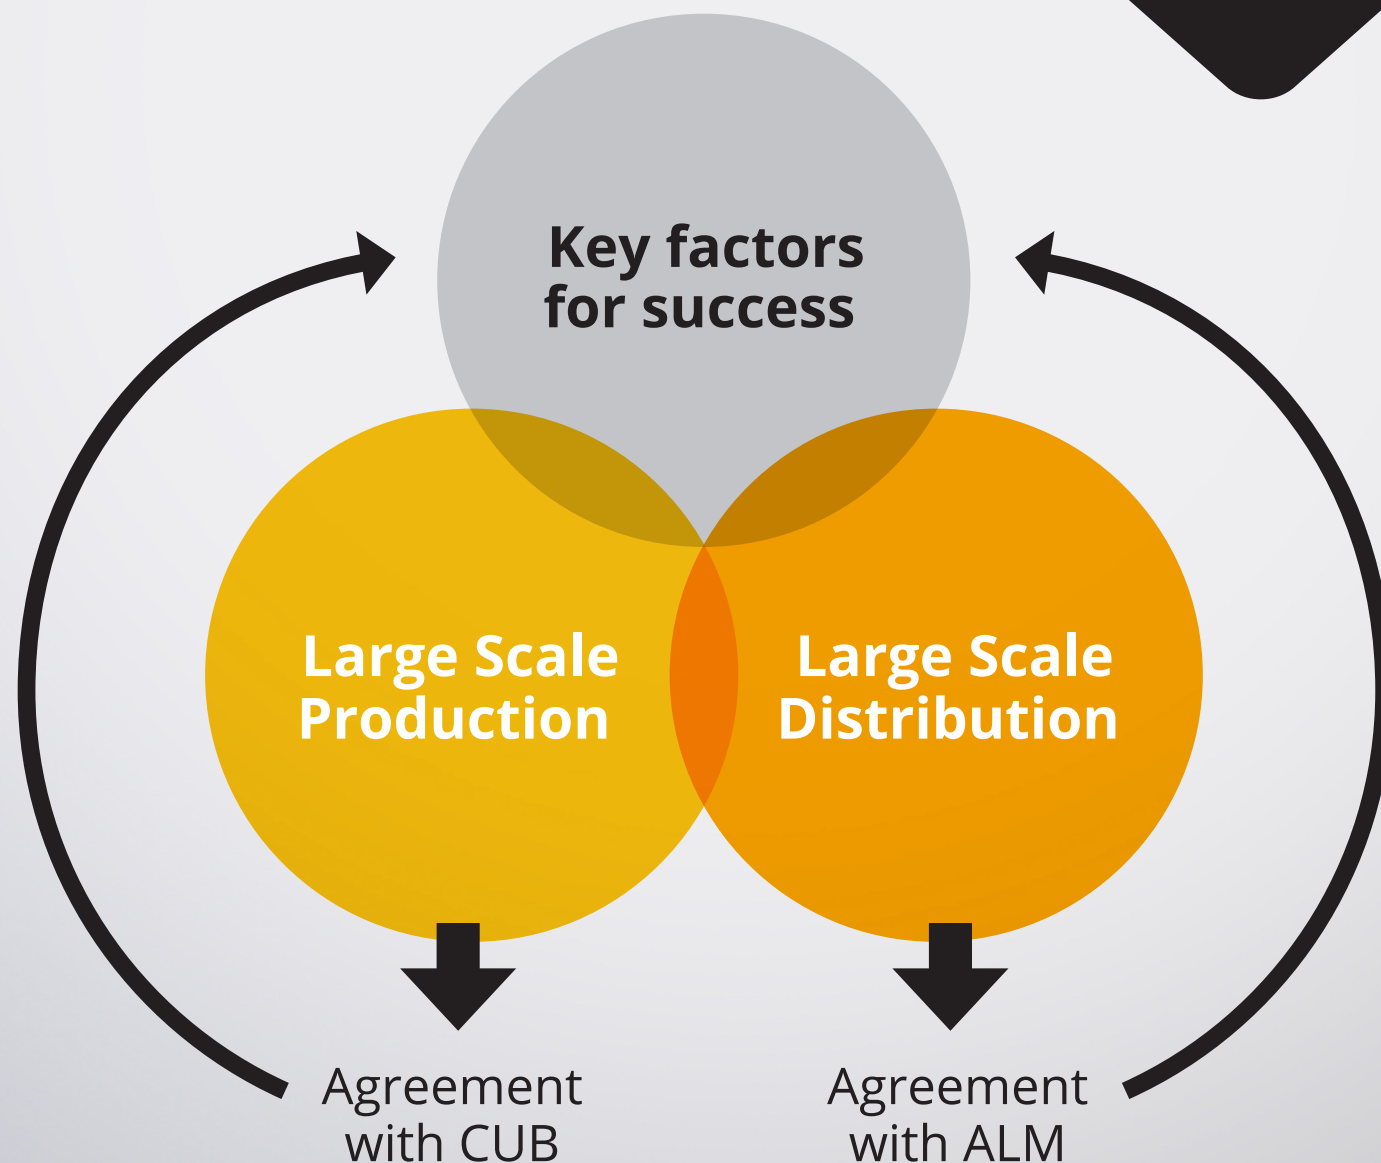 Key factors
for success
Large Scale
Production
Large Scale
Distribution
Agreement
with CUB
Agreement
with ALM